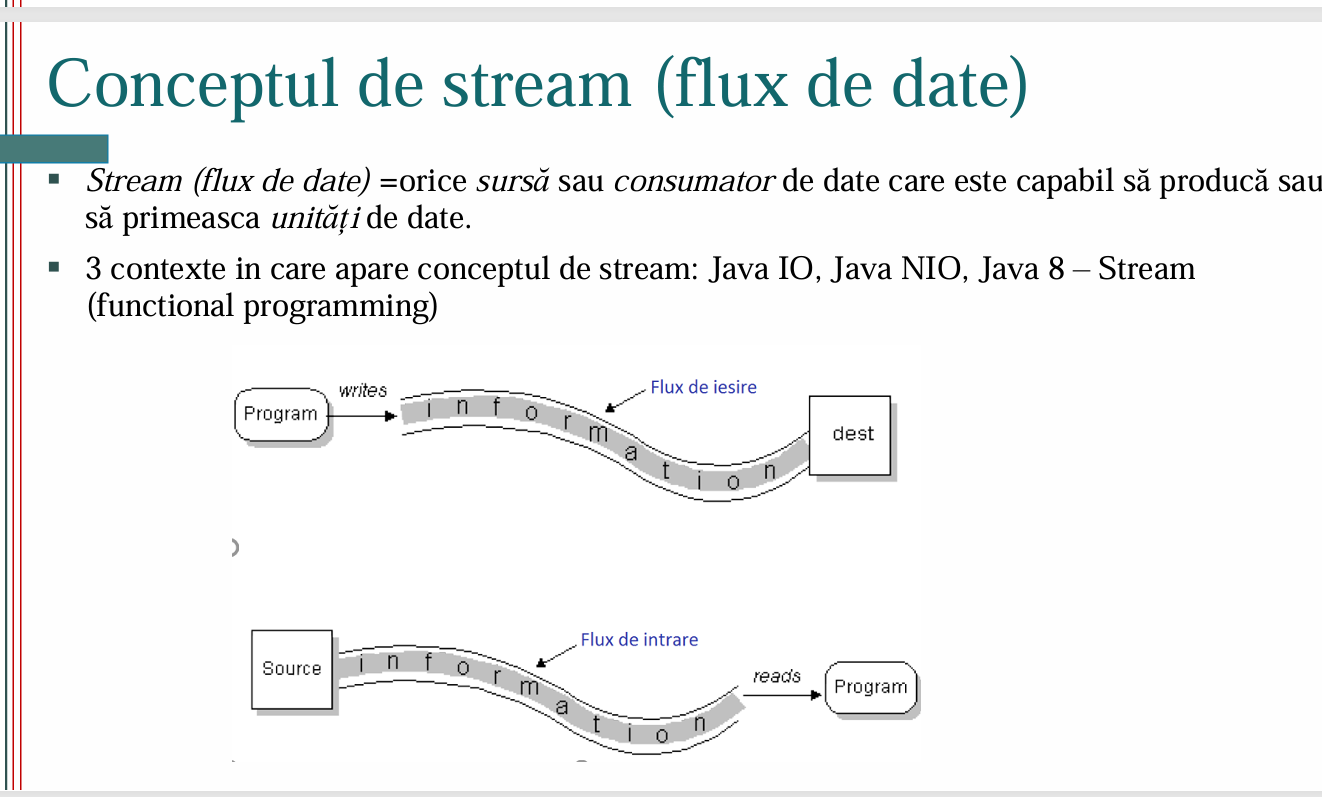 Conceptul de stream (flux de date)
Stream (flux de date) =orice sursă sau consumator de date care este capabil să producă sau
să primeasca unități de date.
3 contexte in care apare conceptul de stream: Java IO, Java NIO, Java 8 – Stream
(functional programming)
writes
Flux de iesire
Program
information
dest
Flux de intrare
Source
information
reads
Program